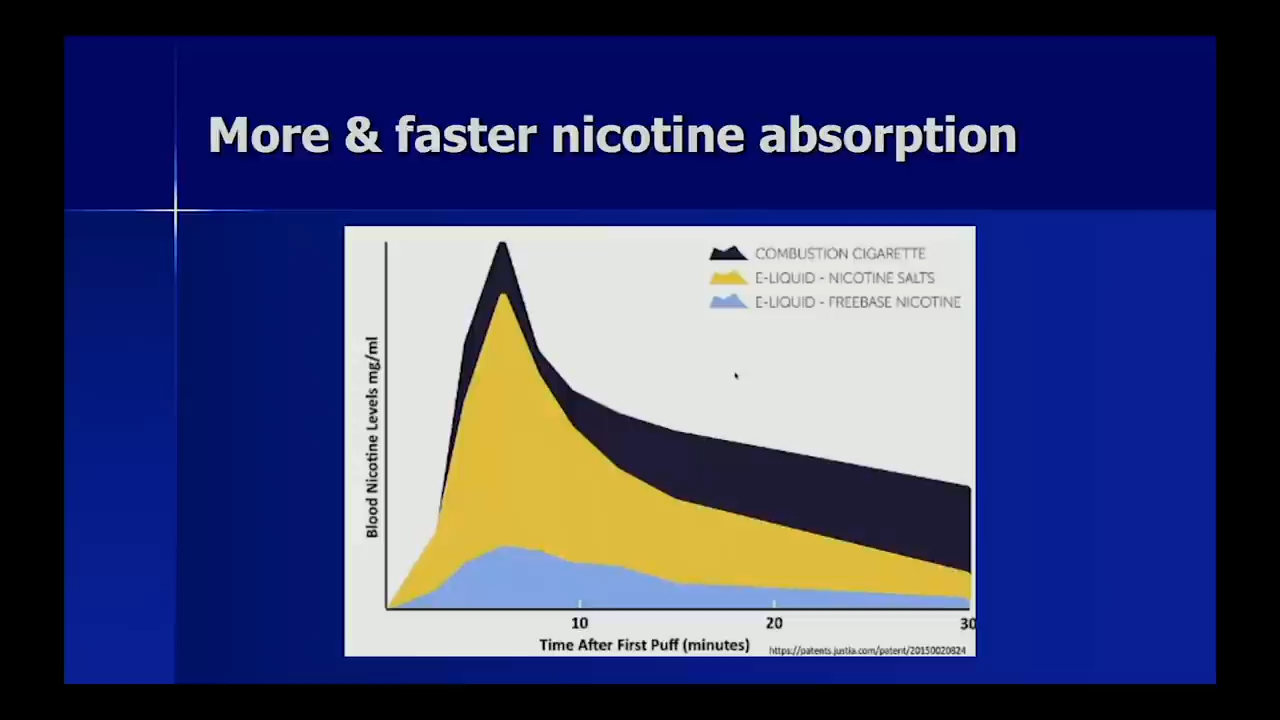 More & faster nicotine absorption
COMBUSTION CIGARETTE
E-LIQUID - NICOTINE SALTS
E-LIQUID - FREEBASE NICOTINE
Blood Nicotine Levels mg/ml
10 20 30
Time After First Puff (minutes)
https://patents.justia.com/patent/20150020824